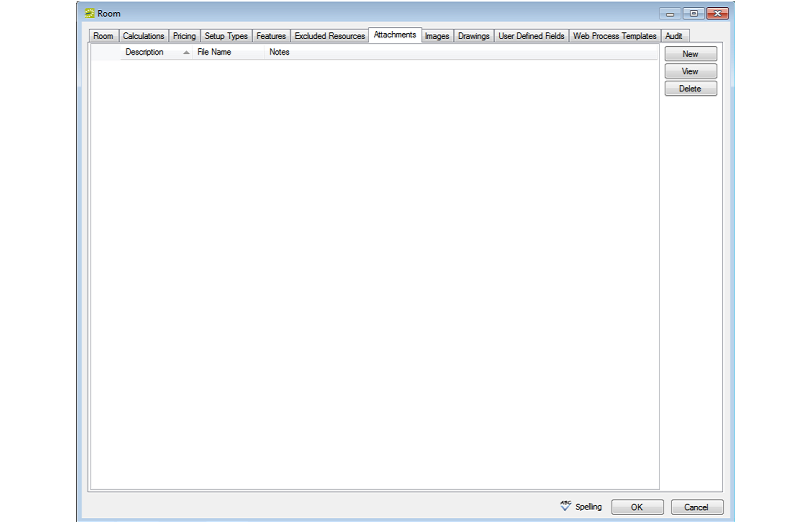 Room
Room Calculations Pricing Setup Types Features Excluded Resources Attachments Images Drawings User Defined Fields Web Process Templates Audit
Description File Name Notes
New
View
Delete
ABC Spelling OK Cancel